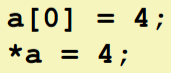 a[0] = 4;
*a = 4;